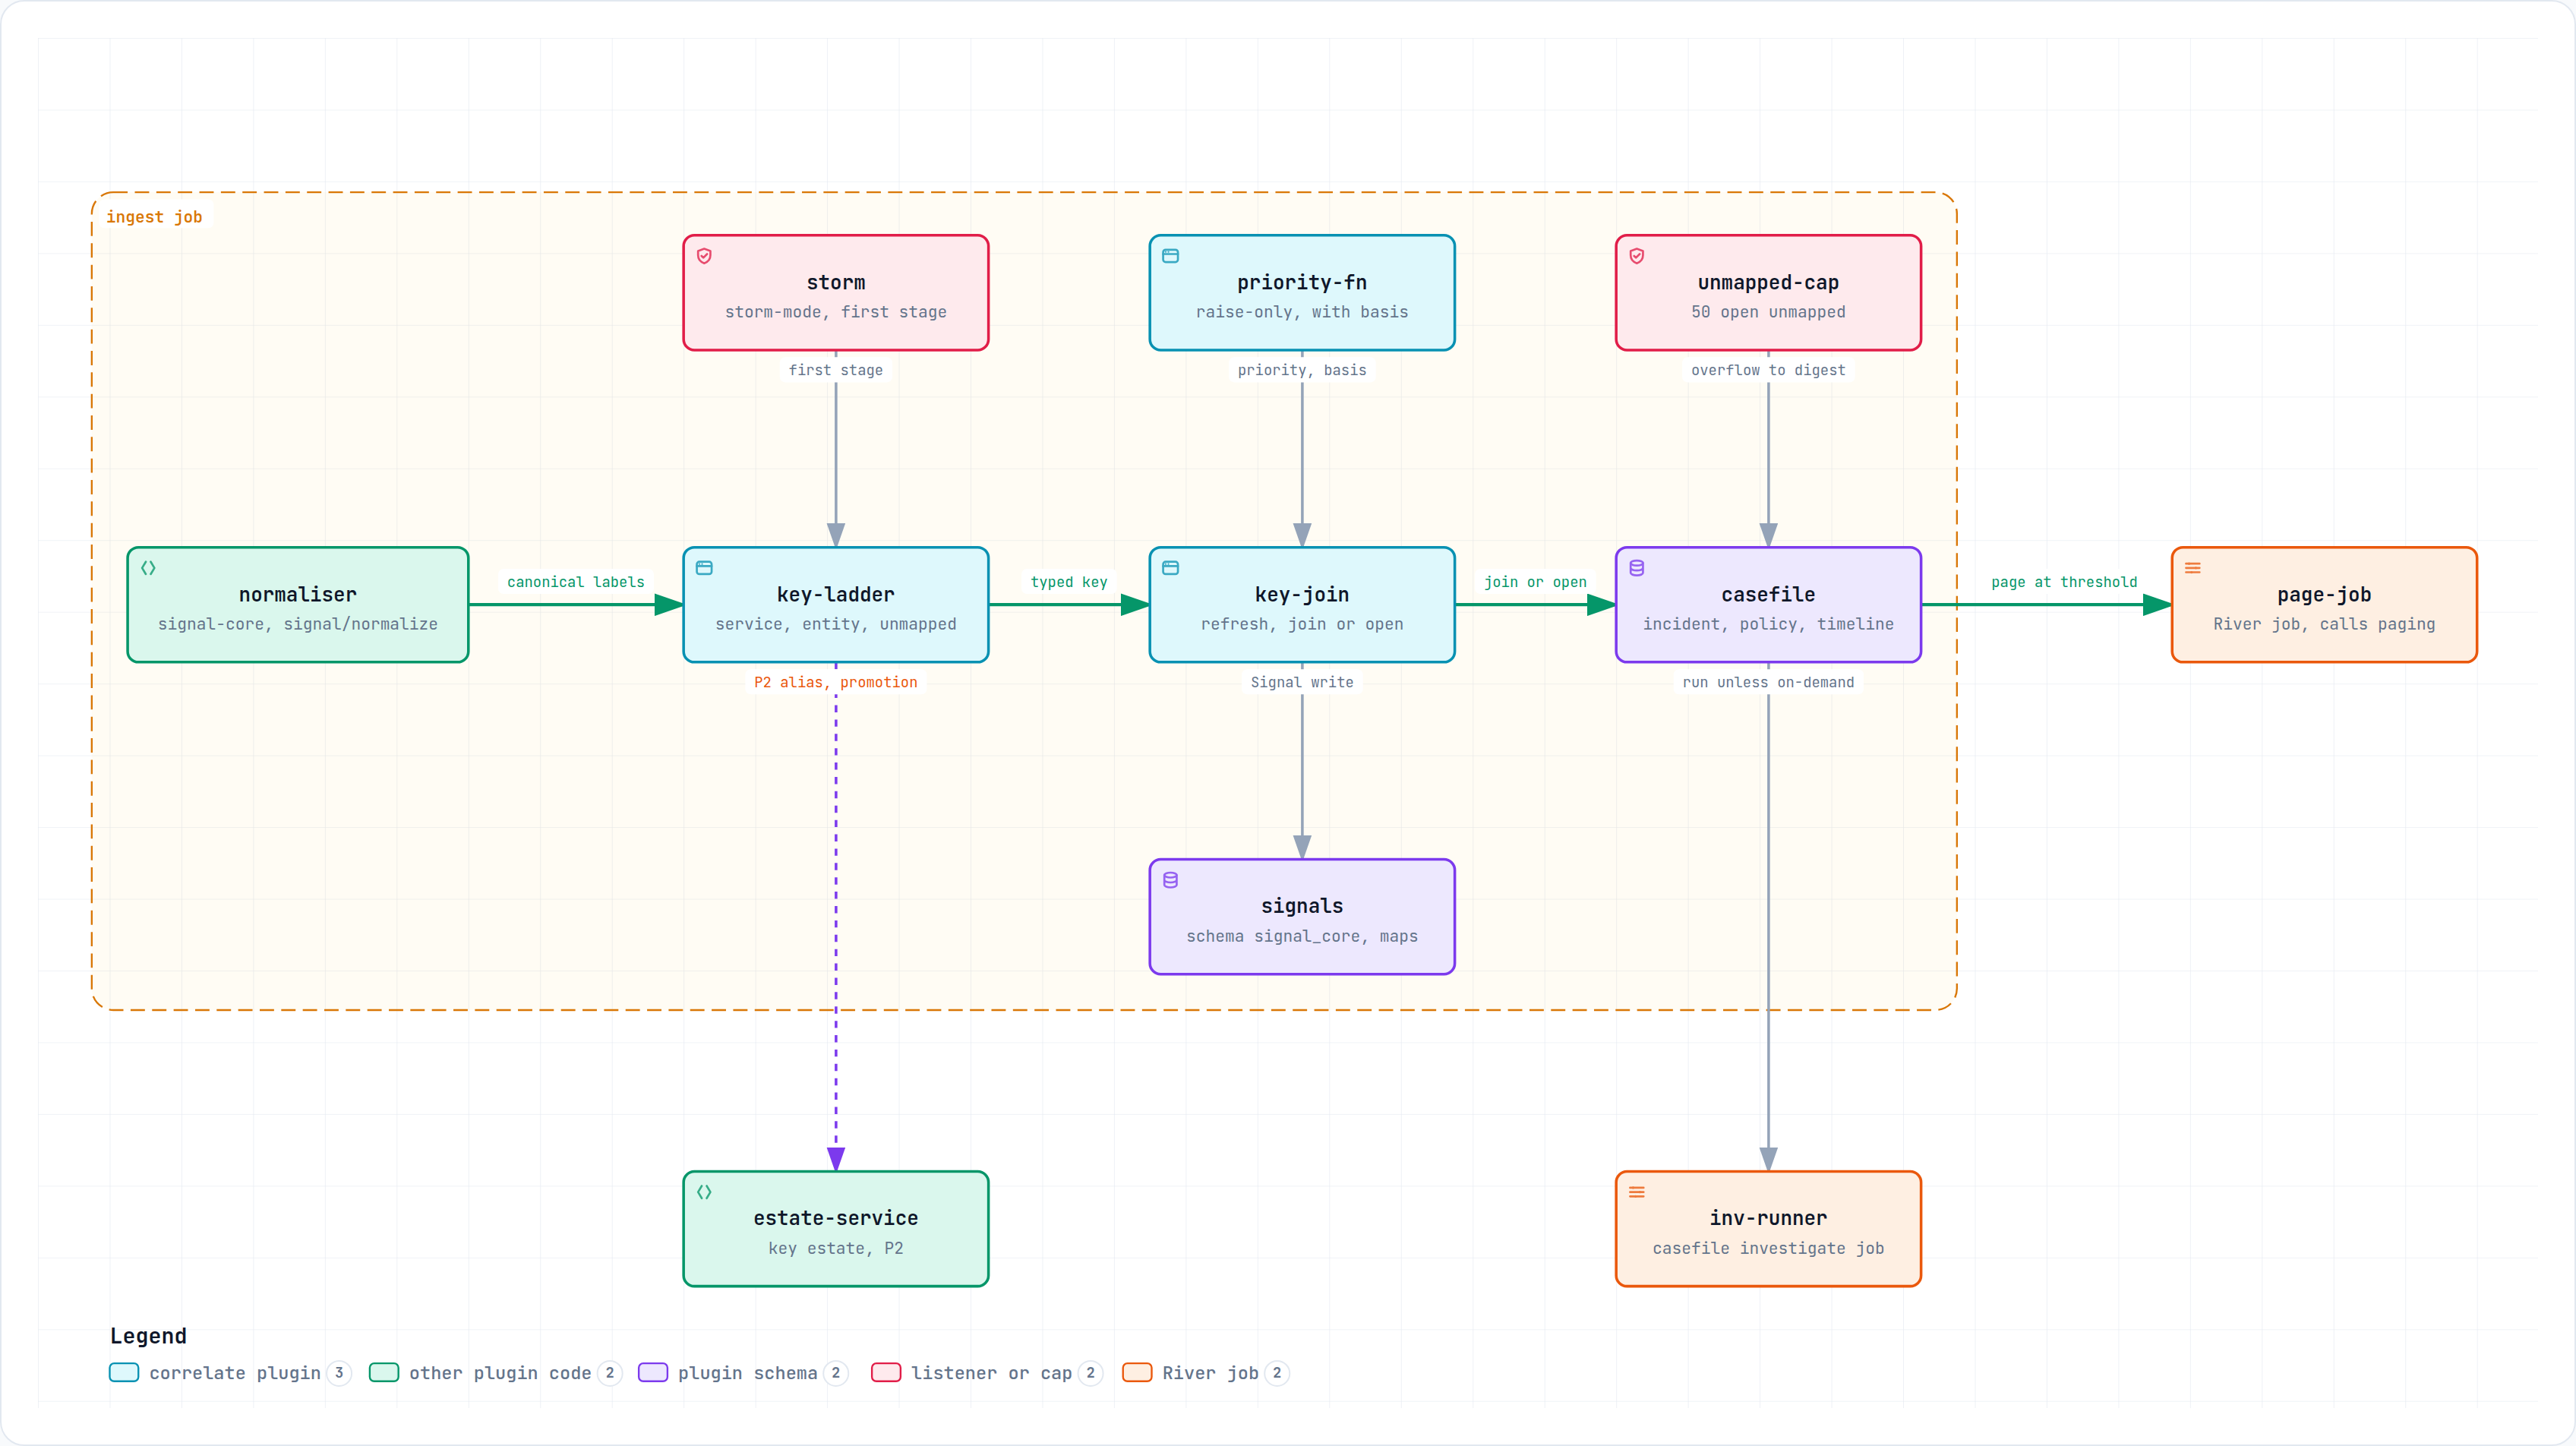 ingest job
storm
storm-mode, first stage
priority-fn
raise-only, with basis
unmapped-cap
50 open unmapped
first stage
priority, basis
overflow to digest
normaliser
signal-core, signal/normalize
canonical labels
key-ladder
service, entity, unmapped
typed key
key-join
refresh, join or open
join or open
casefile
incident, policy, timeline
page at threshold
page-job
River job, calls paging
P2 alias, promotion
Signal write
run unless on-demand
signals
schema signal_core, maps
estate-service
key estate, P2
inv-runner
casefile investigate job
Legend
correlate plugin 3
other plugin code 2
plugin schema 2
listener or cap 2
River job 2